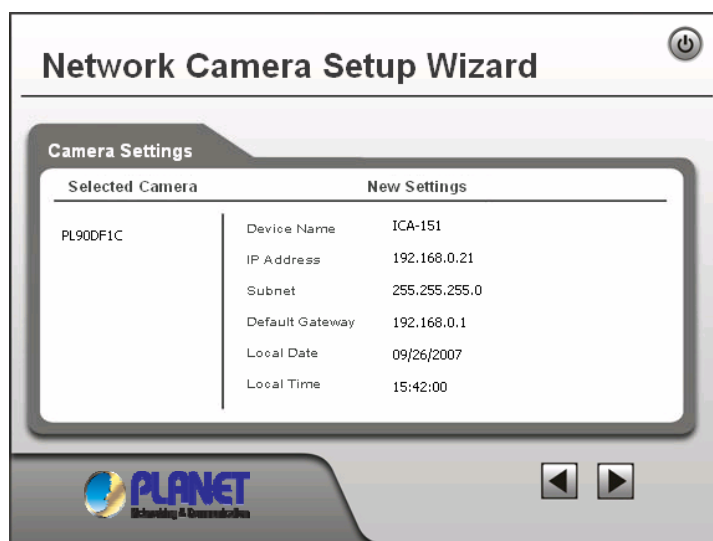 Network Camera Setup Wizard
Camera Settings
Selected Camera New Settings
PL90DF1C
Device Name ICA-151
IP Address 192.168.0.21
Subnet 255.255.255.0
Default Gateway 192.168.0.1
Local Date 09/26/2007
Local Time 15:42:00
PLANET
Networking & Communication